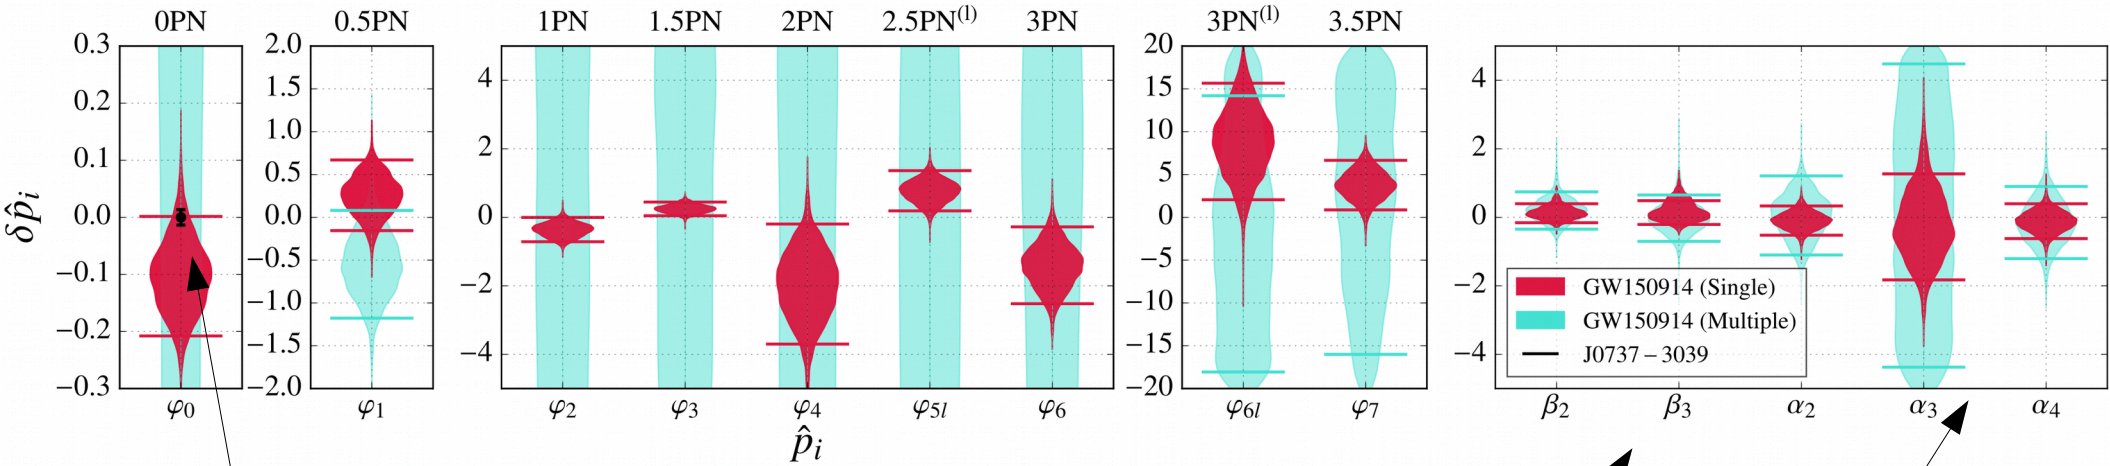 0PN 0.5PN 1PN 1.5PN 2PN 2.5PN⁽ˡ⁾ 3PN 3PN⁽ˡ⁾ 3.5PN
0.3 2.0 4 20 4
0.2 1.5 2 15 2
0.1 1.0 0 10 0
0.0 0.5 −2 5 −2
−0.1 0.0 −4 0 −4
−0.2 −0.5 −5
−0.3 −1.0 −10
−1.5 −15
−2.0 −20
δp̂ᵢ
GW150914 (Single)
GW150914 (Multiple)
J0737 – 3039
φ₀ φ₁ φ₂ φ₃ φ₄ φ₅ₗ φ₆ φ₆ₗ φ₇ β₂ β₃ α₂ α₃ α₄
p̂ᵢ